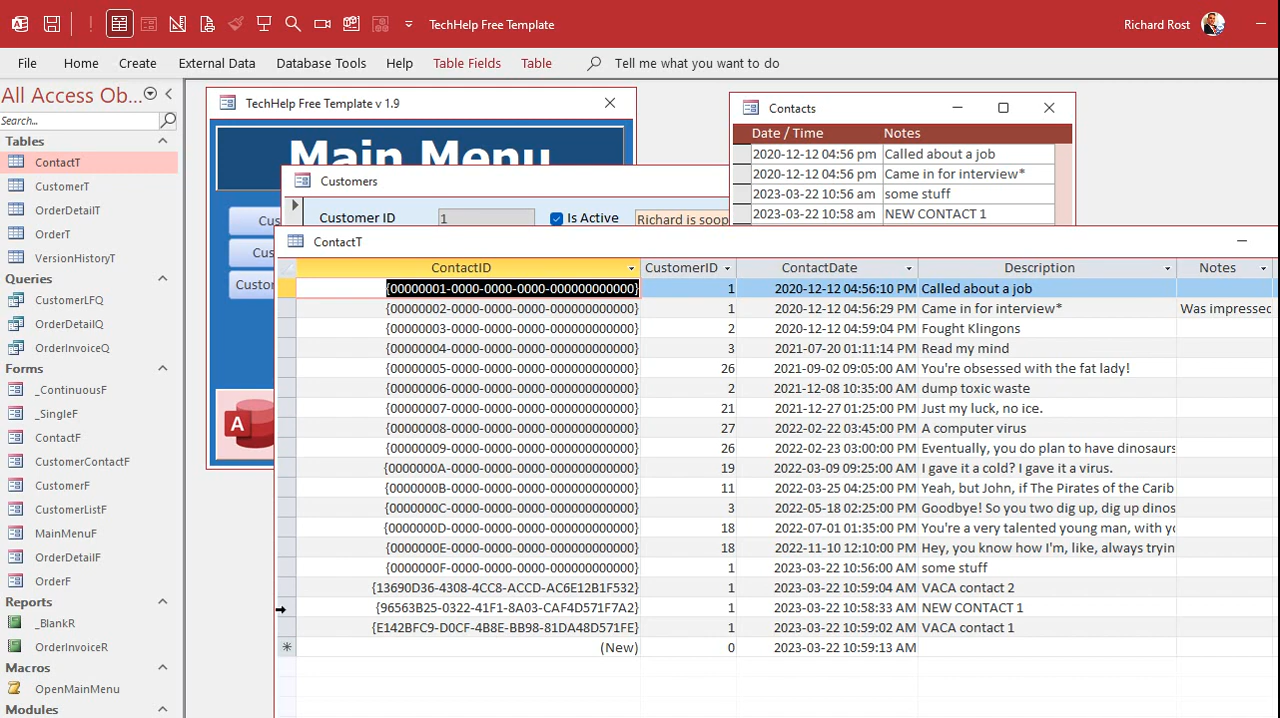 TechHelp Free Template
Richard Rost
File Home Create External Data Database Tools Help Table Fields Table Tell me what you want to do
All Access Ob...
Search...
Tables
ContactT
CustomerT
OrderDetailT
OrderT
VersionHistoryT
Queries
CustomerLFQ
OrderDetailQ
OrderInvoiceQ
Forms
_ContinuousF
_SingleF
ContactF
CustomerContactF
CustomerF
CustomerListF
MainMenuF
OrderDetailF
OrderF
Reports
_BlankR
OrderInvoiceR
Macros
OpenMainMenu
Modules
TechHelp Free Template v 1.9
Main Menu
Cus
Cus
Custor
A
Customers
Customer ID 1 Is Active Richard is soop
Contacts
Date / Time Notes
2020-12-12 04:56 pm Called about a job
2020-12-12 04:56 pm Came in for interview*
2023-03-22 10:56 am some stuff
2023-03-22 10:58 am NEW CONTACT 1
ContactT
ContactID CustomerID ContactDate Description Notes
{00000001-0000-0000-0000-000000000000} 1 2020-12-12 04:56:10 PM Called about a job
{00000002-0000-0000-0000-000000000000} 1 2020-12-12 04:56:29 PM Came in for interview* Was impressed
{00000003-0000-0000-0000-000000000000} 2 2020-12-12 04:59:04 PM Fought Klingons
{00000004-0000-0000-0000-000000000000} 3 2021-07-20 01:11:14 PM Read my mind
{00000005-0000-0000-0000-000000000000} 26 2021-09-02 09:05:00 AM You're obsessed with the fat lady!
{00000006-0000-0000-0000-000000000000} 2 2021-12-08 10:35:00 AM dump toxic waste
{00000007-0000-0000-0000-000000000000} 21 2021-12-27 01:25:00 PM Just my luck, no ice.
{00000008-0000-0000-0000-000000000000} 27 2022-02-22 03:45:00 PM A computer virus
{00000009-0000-0000-0000-000000000000} 26 2022-02-23 03:00:00 PM Eventually, you do plan to have dinosaurs
{0000000A-0000-0000-0000-000000000000} 19 2022-03-09 09:25:00 AM I gave it a cold? I gave it a virus.
{0000000B-0000-0000-0000-000000000000} 11 2022-03-25 04:25:00 PM Yeah, but John, if The Pirates of the Carib
{0000000C-0000-0000-0000-000000000000} 3 2022-05-18 02:25:00 PM Goodbye! So you two dig up, dig up dinos
{0000000D-0000-0000-0000-000000000000} 18 2022-07-01 01:35:00 PM You're a very talented young man, with yo
{0000000E-0000-0000-0000-000000000000} 18 2022-11-10 12:10:00 PM Hey, you know how I'm, like, always tryin
{0000000F-0000-0000-0000-000000000000} 1 2023-03-22 10:56:00 AM some stuff
{13690D36-4308-4CC8-ACCD-AC6E12B1F532} 1 2023-03-22 10:59:04 AM VACA contact 2
{96563B25-0322-41F1-8A03-CAF4D571F7A2} 1 2023-03-22 10:58:33 AM NEW CONTACT 1
{E142BFC9-D0CF-4B8E-BB98-81DA48D571FE} 1 2023-03-22 10:59:02 AM VACA contact 1
(New) 0 2023-03-22 10:59:13 AM